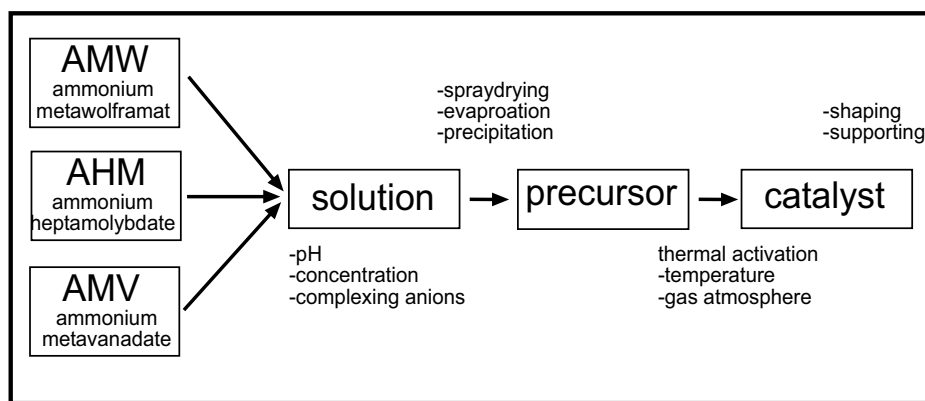 AMW
ammonium
metawolframat
AHM
ammonium
heptamolybdate
AMV
ammonium
metavanadate
solution
-pH
-concentration
-complexing anions
-spraydrying
-evaproation
-precipitation
precursor
thermal activation
-temperature
-gas atmosphere
-shaping
-supporting
catalyst